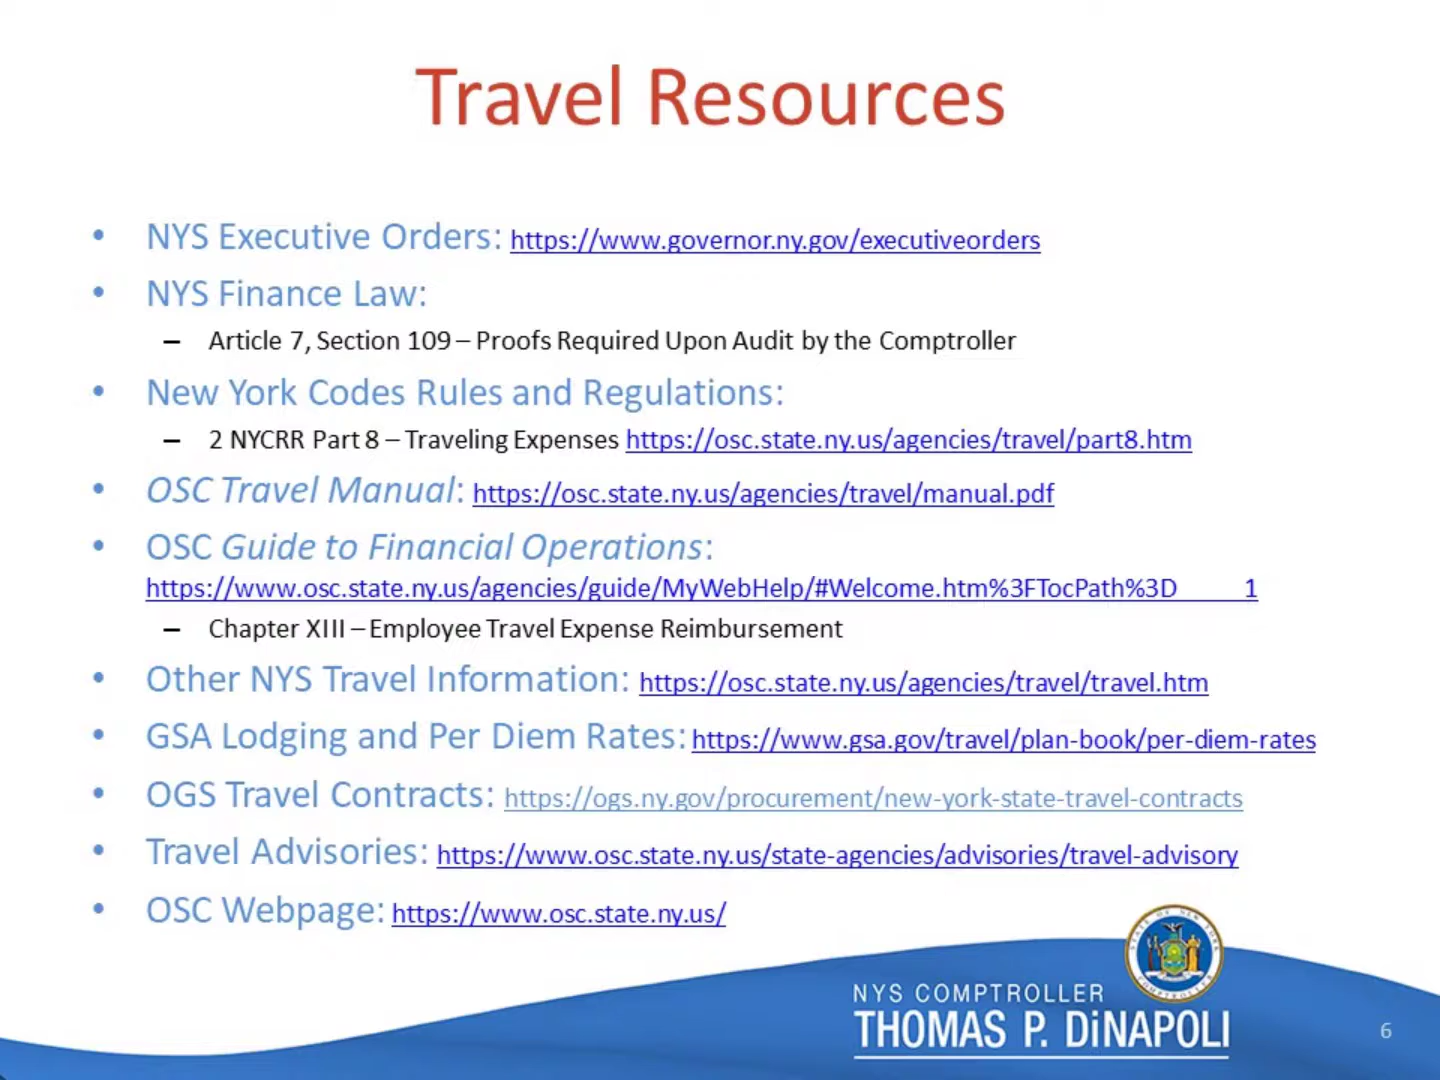 Travel Resources
• NYS Executive Orders: https://www.governor.ny.gov/executiveorders
• NYS Finance Law:
– Article 7, Section 109 – Proofs Required Upon Audit by the Comptroller
• New York Codes Rules and Regulations:
– 2 NYCRR Part 8 – Traveling Expenses https://osc.state.ny.us/agencies/travel/part8.htm
• OSC Travel Manual: https://osc.state.ny.us/agencies/travel/manual.pdf
• OSC Guide to Financial Operations:
https://www.osc.state.ny.us/agencies/guide/MyWebHelp/#Welcome.htm%3FTocPath%3D_____1
– Chapter XIII – Employee Travel Expense Reimbursement
• Other NYS Travel Information: https://osc.state.ny.us/agencies/travel/travel.htm
• GSA Lodging and Per Diem Rates: https://www.gsa.gov/travel/plan-book/per-diem-rates
• OGS Travel Contracts: https://ogs.ny.gov/procurement/new-york-state-travel-contracts
• Travel Advisories: https://www.osc.state.ny.us/state-agencies/advisories/travel-advisory
• OSC Webpage: https://www.osc.state.ny.us/
STATE OF NEW YORK
COMPTROLLER
NYS COMPTROLLER
THOMAS P. DiNAPOLI
6